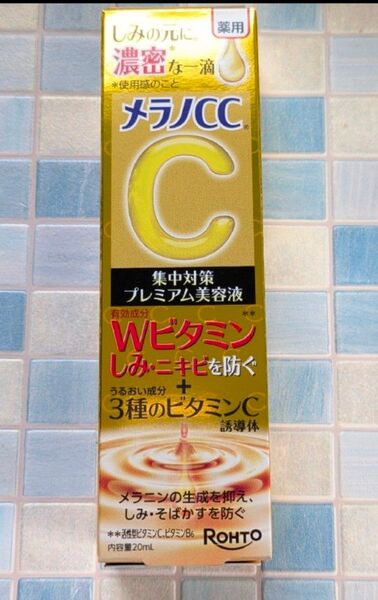 しみの元に。
薬用
濃密*な一滴
*使用感のこと
メラノCC®
C
集中対策
プレミアム美容液
有効成分
Wビタミン**
しみ・ニキビを防ぐ
+
うるおい成分
3種のビタミンC
誘導体
メラニンの生成を抑え、
しみ・そばかすを防ぐ
**活性型ビタミンC、ビタミンB6
内容量20mL
ROHTO